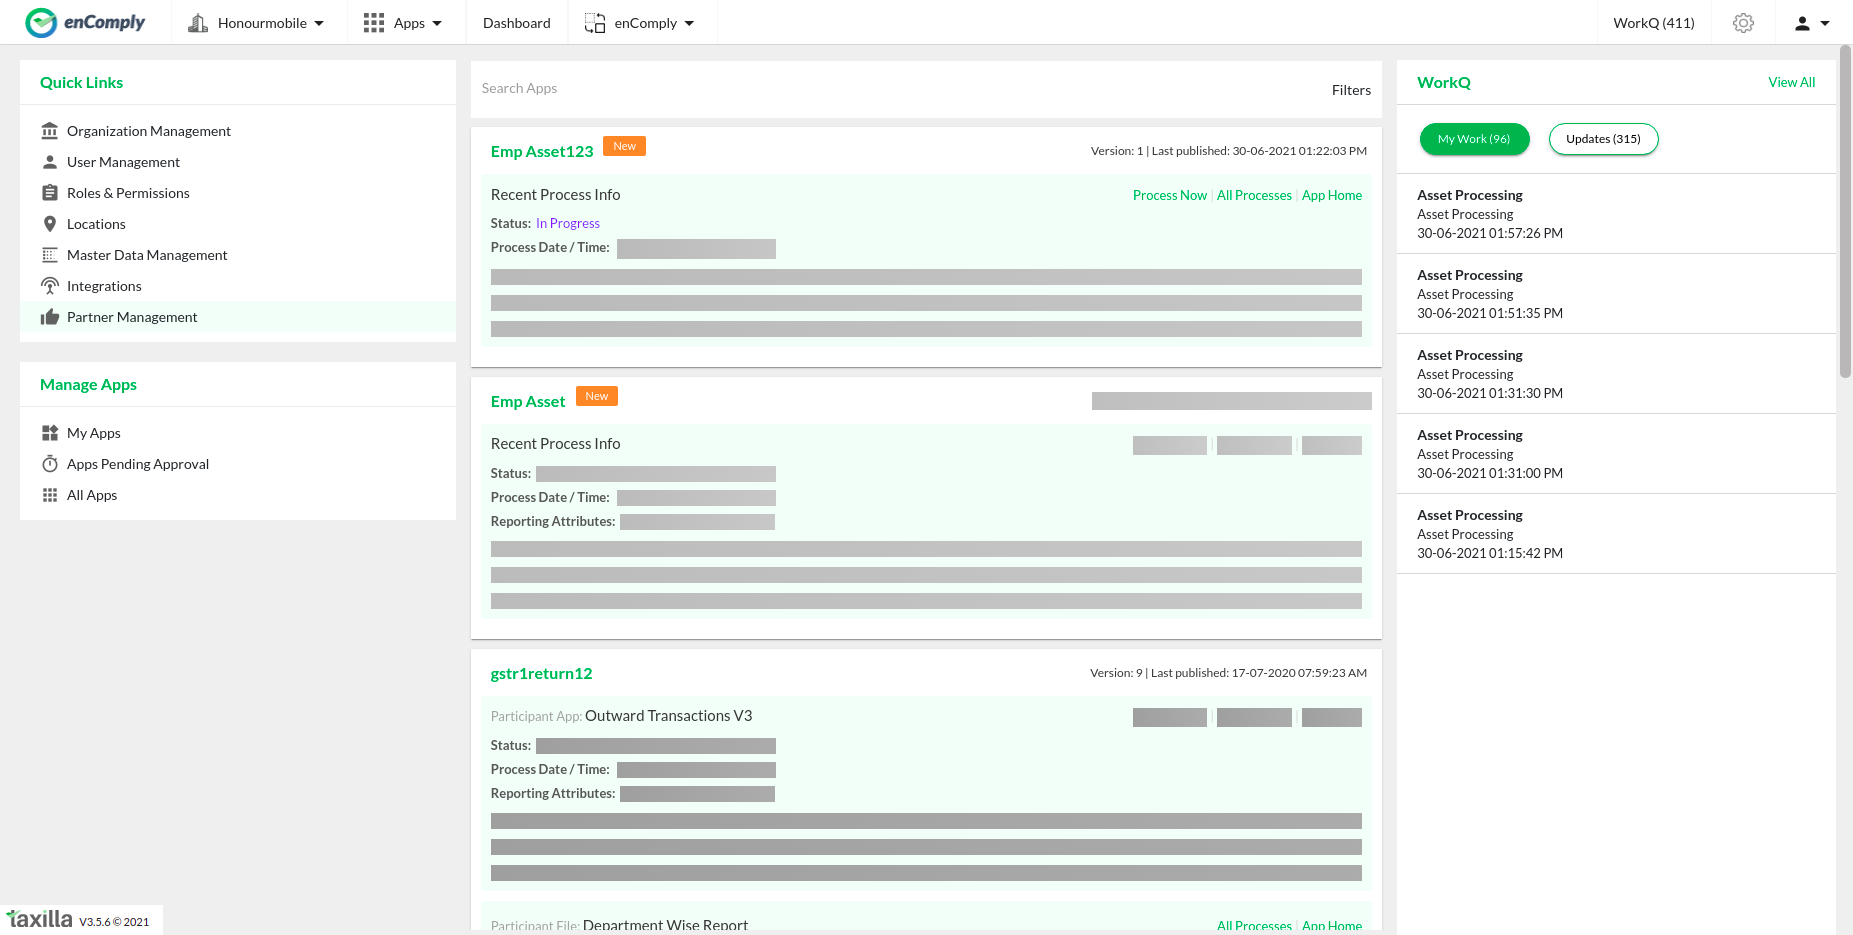 enComply Honourmobile Apps Dashboard enComply WorkQ (411)
Quick Links
Organization Management
User Management
Roles & Permissions
Locations
Master Data Management
Integrations
Partner Management
Manage Apps
My Apps
Apps Pending Approval
All Apps
Search Apps Filters
Emp Asset123 New Version: 1 | Last published: 30-06-2021 01:22:03 PM
Recent Process Info Process Now | All Processes | App Home
Status: In Progress
Process Date / Time:
Emp Asset New
Recent Process Info
Status:
Process Date / Time:
Reporting Attributes:
gstr1return12 Version: 9 | Last published: 17-07-2020 07:59:23 AM
Participant App: Outward Transactions V3
Status:
Process Date / Time:
Reporting Attributes:
Participant File: Department Wise Report All Processes | App Home
WorkQ View All
My Work (96) Updates (315)
Asset Processing
Asset Processing
30-06-2021 01:57:26 PM
Asset Processing
Asset Processing
30-06-2021 01:51:35 PM
Asset Processing
Asset Processing
30-06-2021 01:31:30 PM
Asset Processing
Asset Processing
30-06-2021 01:31:00 PM
Asset Processing
Asset Processing
30-06-2021 01:15:42 PM
taxilla V3.5.6 © 2021